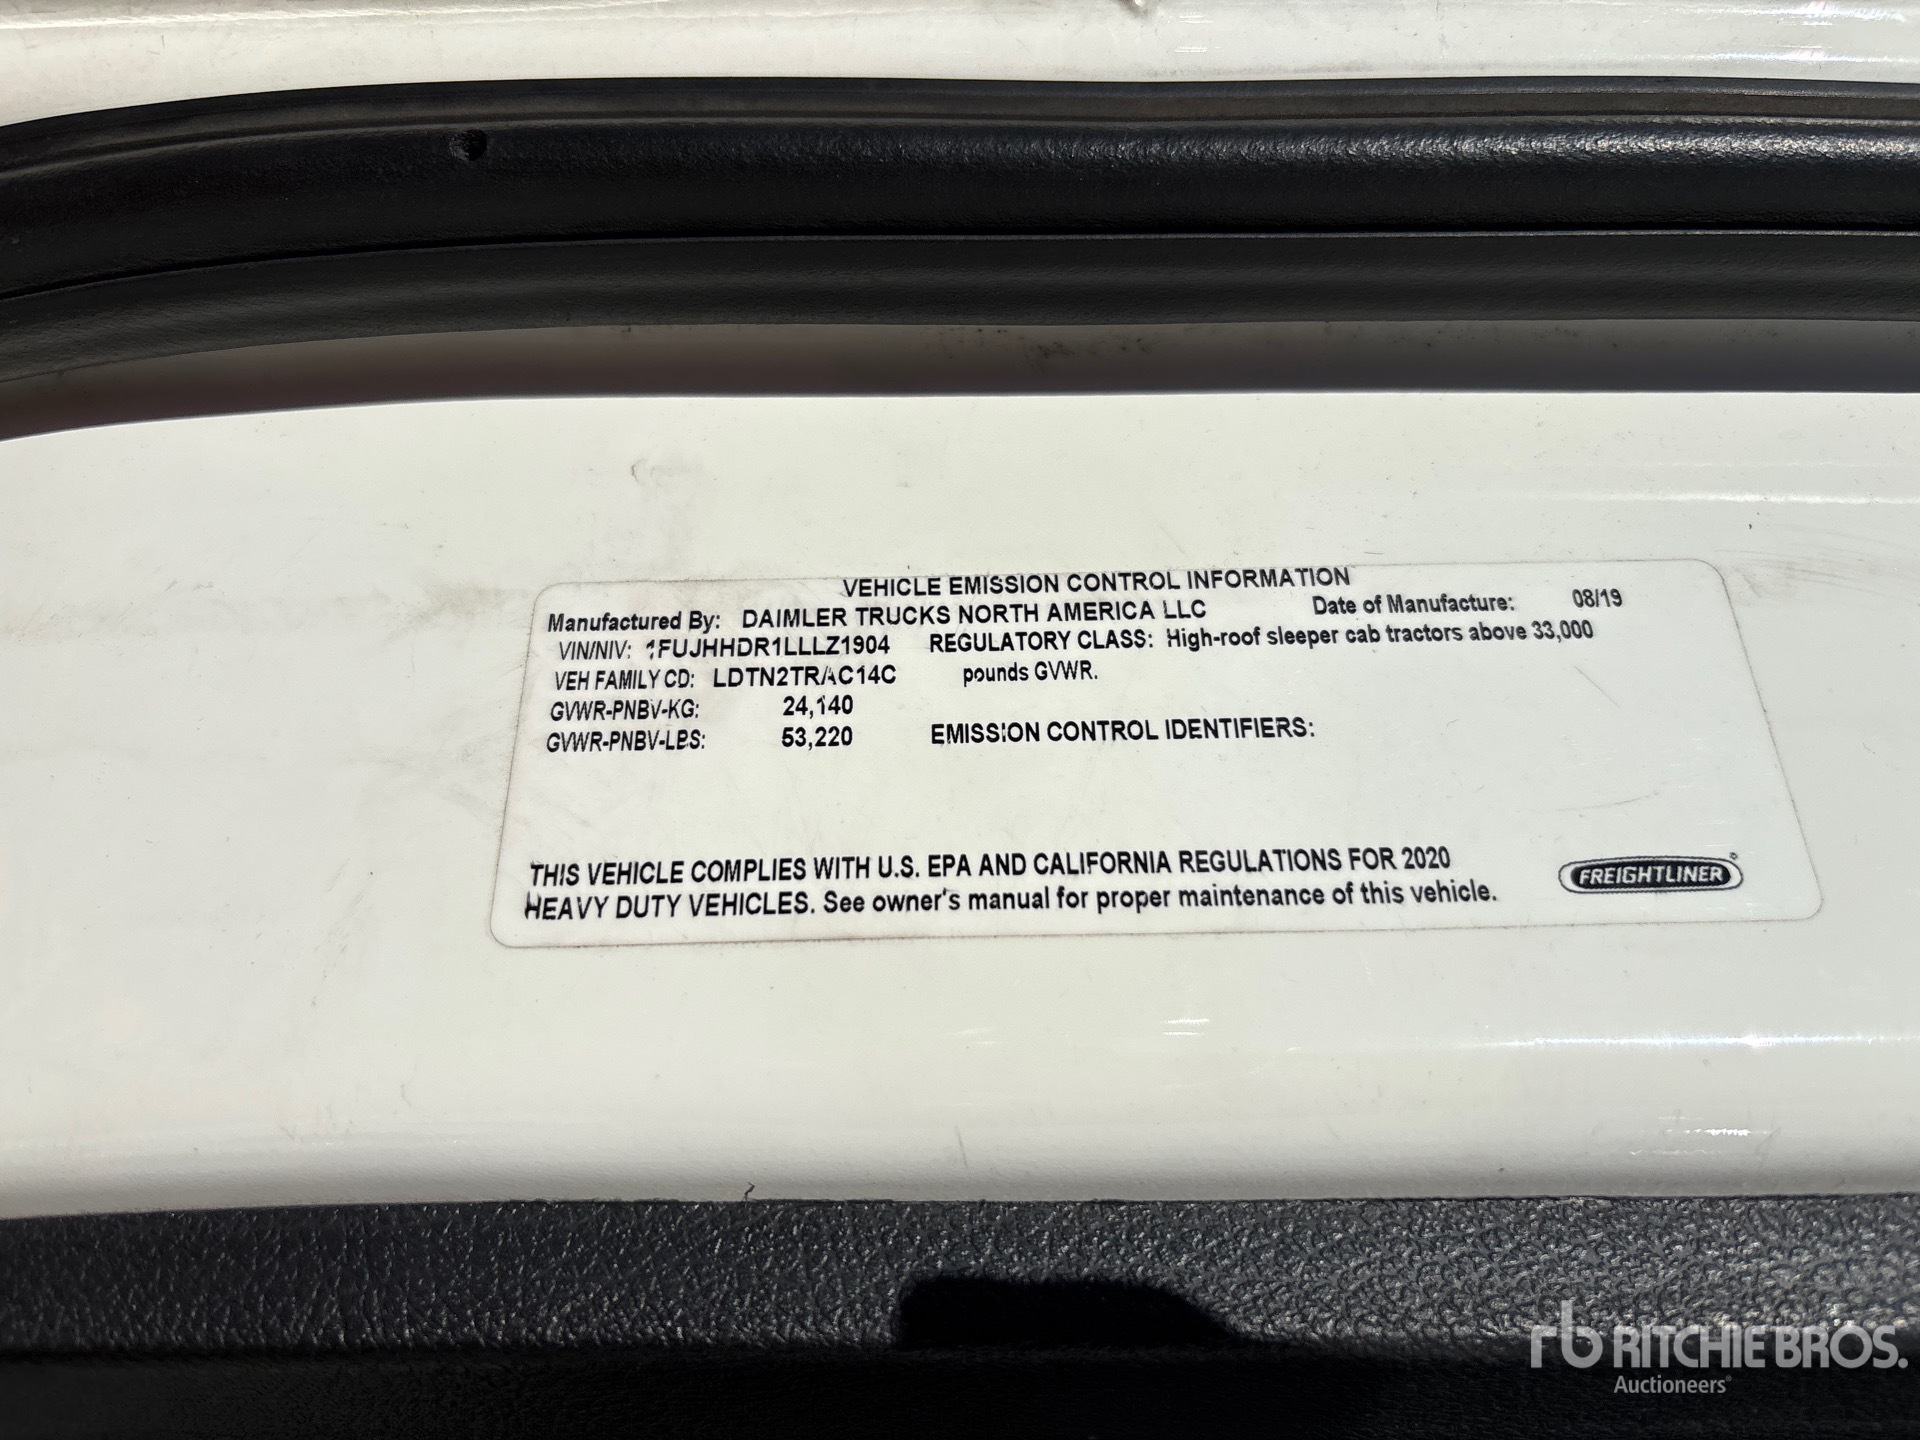 VEHICLE EMISSION CONTROL INFORMATION
Manufactured By: DAIMLER TRUCKS NORTH AMERICA LLC Date of Manufacture: 08/19
VIN/NIV: 1FUJHHDR1LLLZ1904 REGULATORY CLASS: High-roof sleeper cab tractors above 33,000
VEH FAMILY CD: LDTN2TRAC14C pounds GVWR.
GVWR-PNBV-KG: 24,140
GVWR-PNBV-LBS: 53,220 EMISSION CONTROL IDENTIFIERS:
THIS VEHICLE COMPLIES WITH U.S. EPA AND CALIFORNIA REGULATIONS FOR 2020
HEAVY DUTY VEHICLES. See owner's manual for proper maintenance of this vehicle.
FREIGHTLINER
rb RITCHIE BROS.
Auctioneers